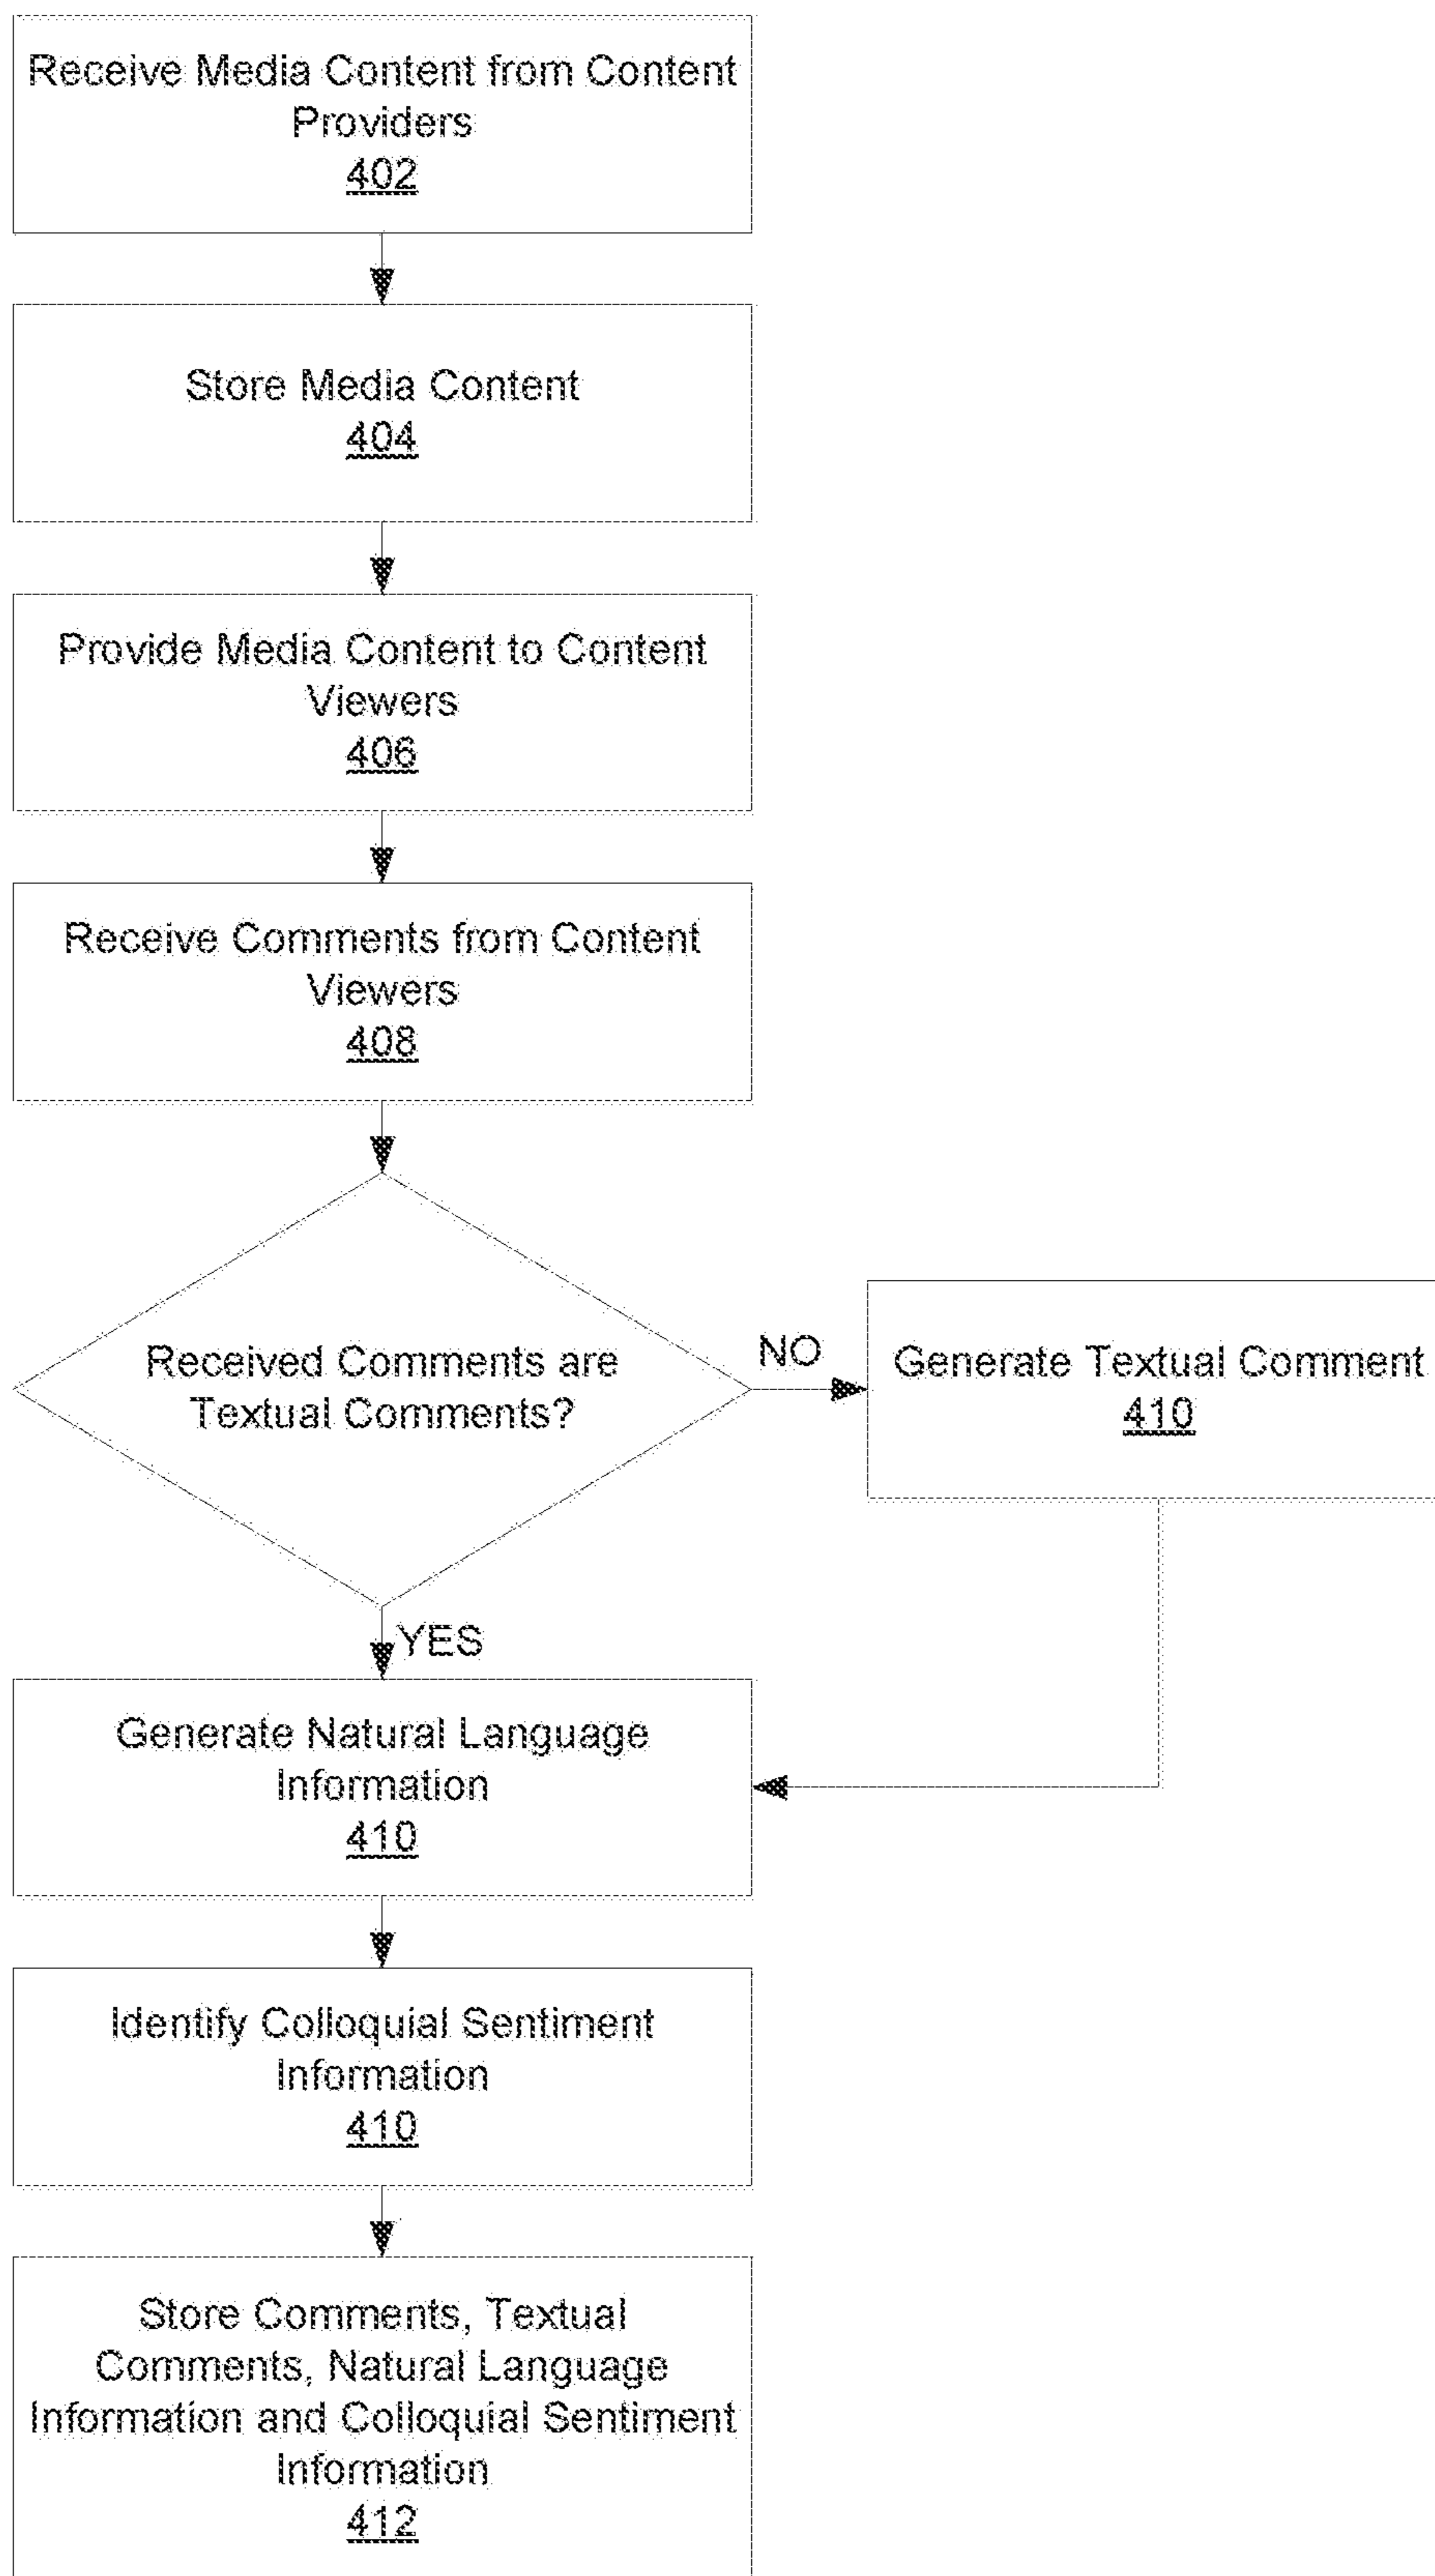 Receive Media Content from Content
Providers
402
Store Media Content
404
Provide Media Content to Content
Viewers
406
Receive Comments from Content
Viewers
408
Received Comments are
Textual Comments?
NO
Generate Textual Comment
410
YES
Generate Natural Language
Information
410
Identify Colloquial Sentiment
Information
410
Store Comments, Textual
Comments, Natural Language
Information and Colloquial Sentiment
Information
412